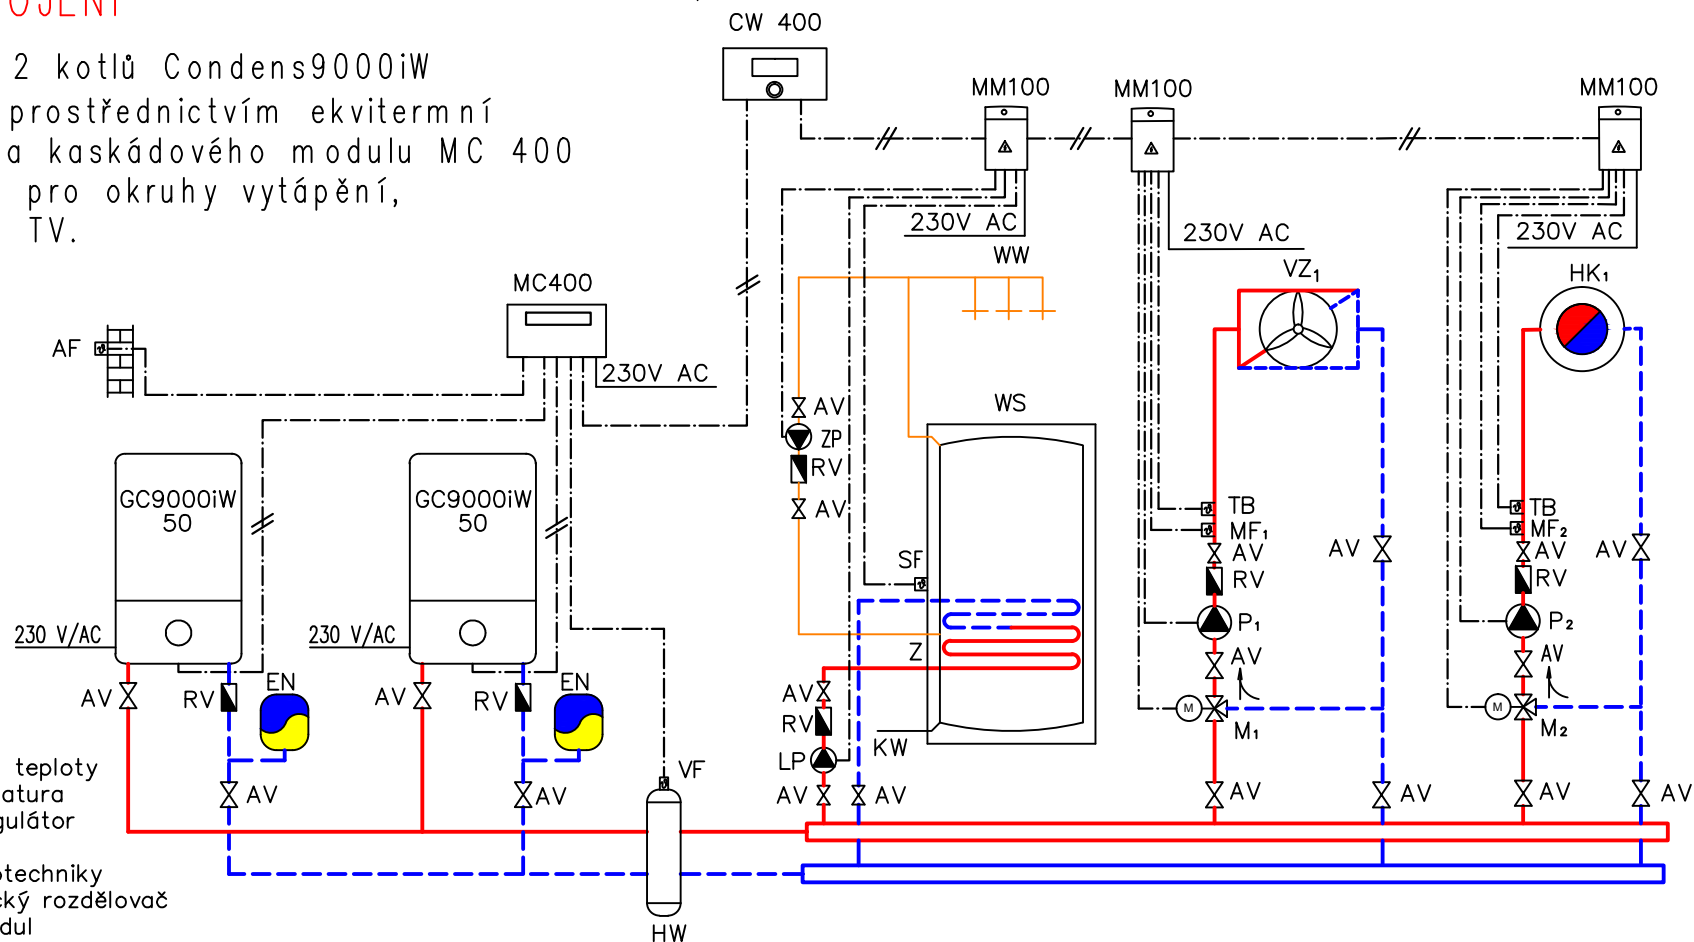 OJENÍ
2 kotlů Condens9000iW
prostřednictvím ekvitermní
a kaskádového modulu MC 400
pro okruhy vytápění,
TV.
CW 400
MM100
MM100
MM100
230V AC
230V AC
230V AC
WW
VZ1
HK1
MC400
AF
230V AC
AV
ZP
RV
AV
WS
GC9000iW
50
GC9000iW
50
TB
MF1
AV
RV
AV
TB
MF2
AV
RV
AV
SF
P1
P2
230 V/AC
230 V/AC
Z
AV
AV
AV
RV
EN
AV
RV
EN
AV
RV
M
M1
M
M2
KW
LP
VF
teploty
AV
AV
AV
AV
AV
AV
AV
AV
atura
gulátor
otechniky
cký rozdělovač
dul
HW